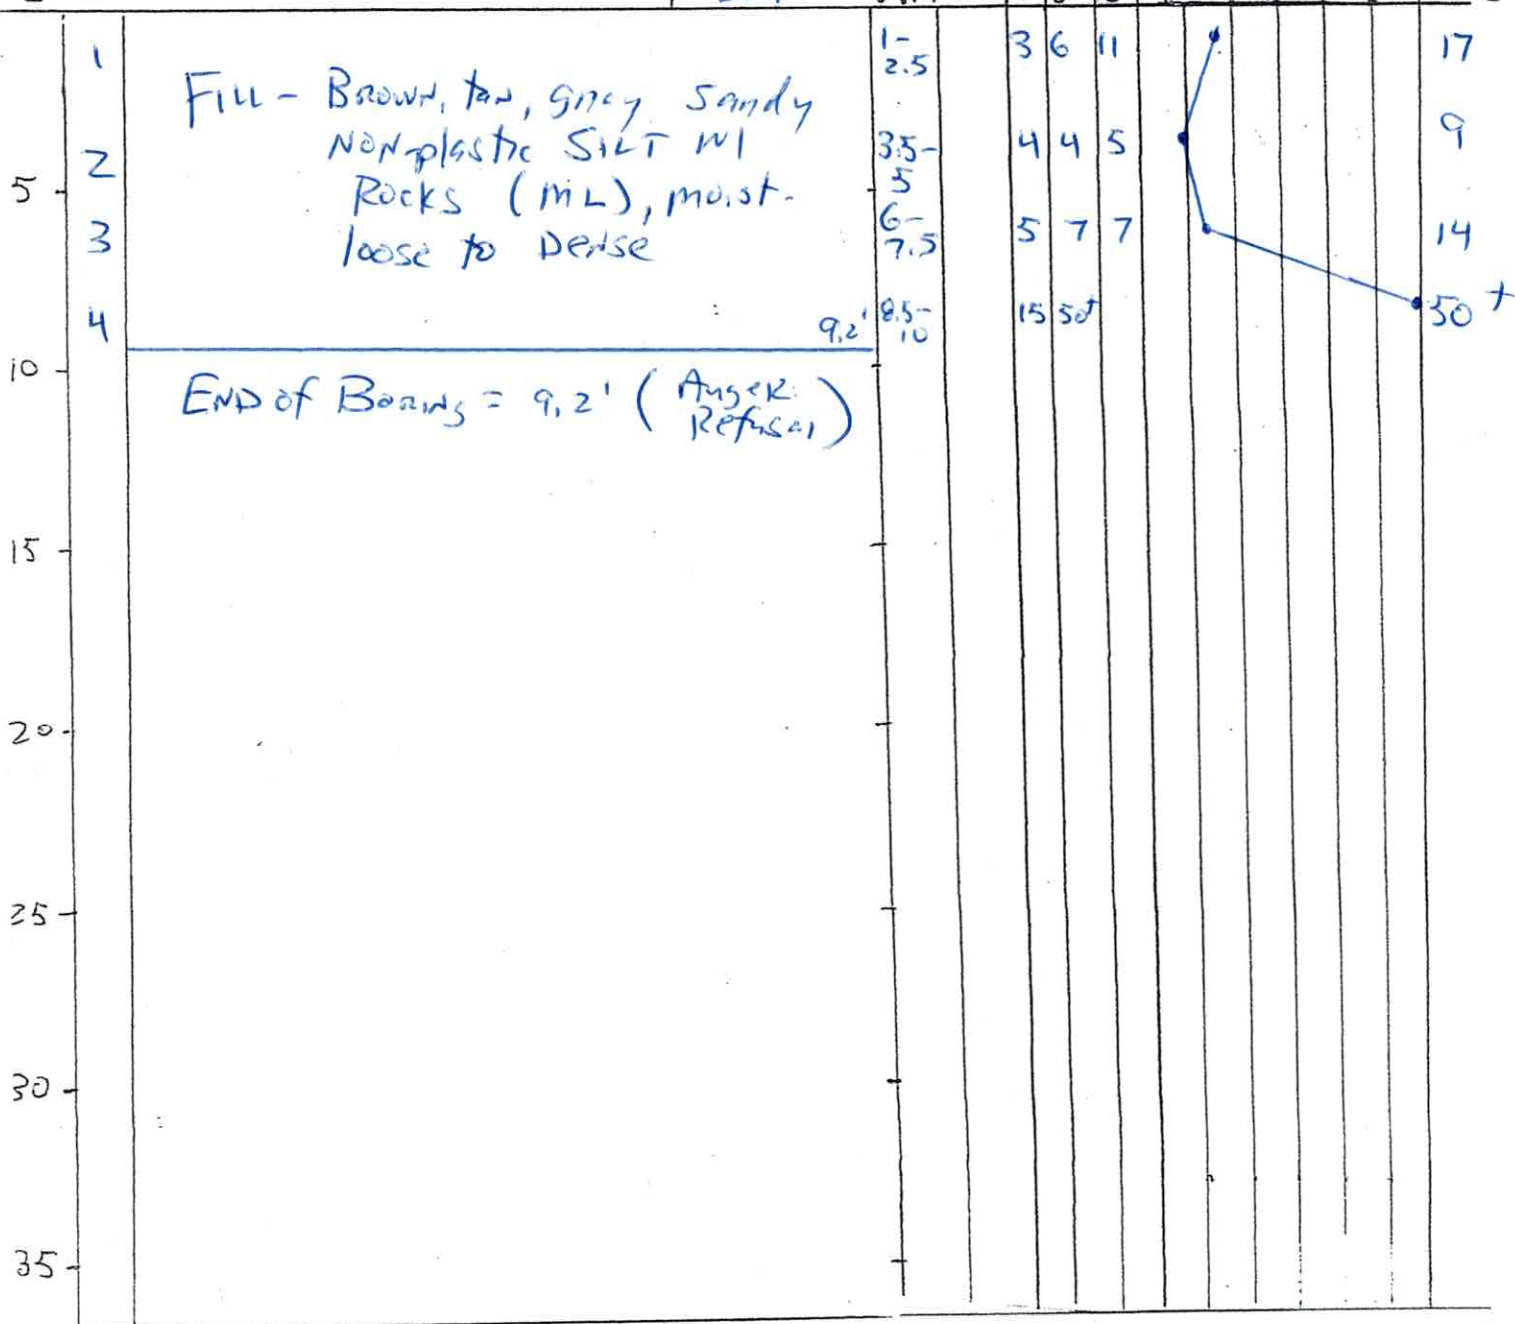 1 1- 3 6 11 17
2.5
Fill - Brown, tan, gray sandy
Non-plastic SILT W/ 9
2 3.5- 4 4 5
5 Rocks (ML), moist- 5
3 loose to Dense 6- 5 7 7 14
7.5
4 9.2' 8.5- 15 50+ 50+
10
10
End of Boring = 9.2' (Auger
Refusal)
15
20
25
30
35